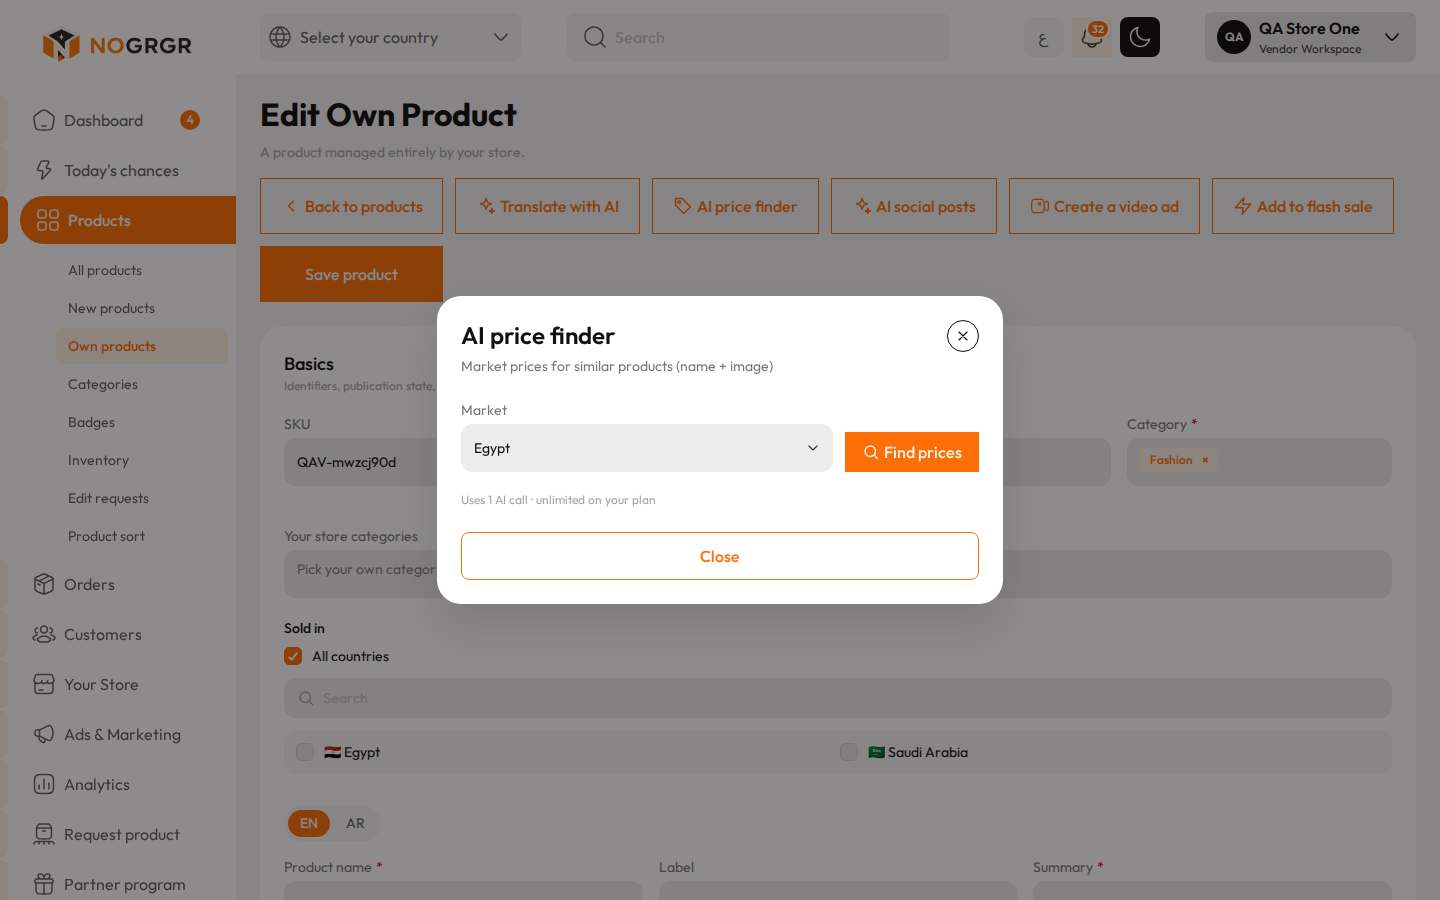 NOGRGR
Select your country
Search
ع
32
QA
QA Store One
Vendor Workspace
Dashboard
4
Today's chances
Products
All products
New products
Own products
Categories
Badges
Inventory
Edit requests
Product sort
Orders
Customers
Your Store
Ads & Marketing
Analytics
Request product
Partner program
Edit Own Product
A product managed entirely by your store.
Back to products
Translate with AI
AI price finder
AI social posts
Create a video ad
Add to flash sale
Save product
Basics
Identifiers, publication state,
SKU
QAV-mwzcj90d
Category *
Fashion ×
Your store categories
Pick your own categor
Sold in
All countries
Search
Egypt
Saudi Arabia
EN AR
Product name *
Label
Summary *
AI price finder
Market prices for similar products (name + image)
Market
Egypt
Find prices
Uses 1 AI call · unlimited on your plan
Close